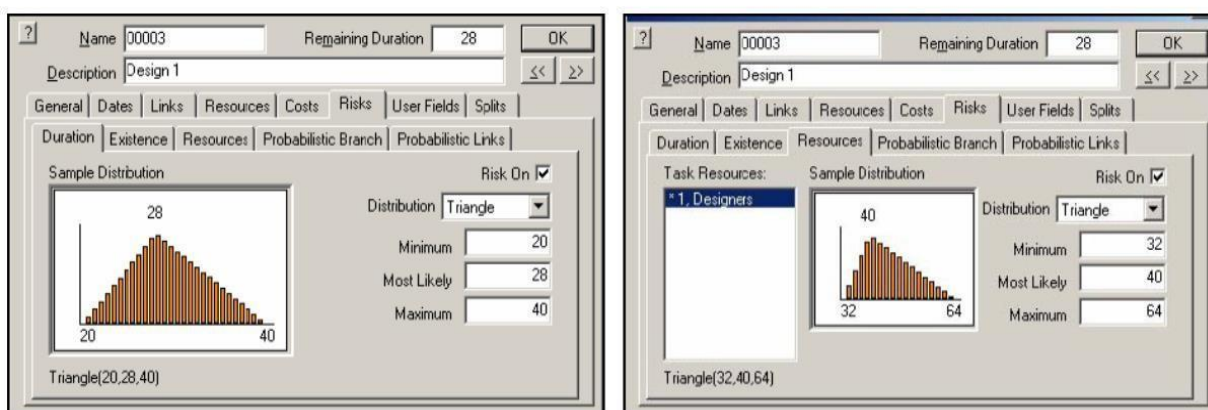 ? Name 00003 Remaining Duration 28 OK
Description Design 1 << >>
General Dates Links Resources Costs Risks User Fields Splits
Duration Existence Resources Probabilistic Branch Probabilistic Links
Sample Distribution Risk On
28 Distribution Triangle
Minimum 20
Most Likely 28
Maximum 40
20 40
Triangle(20,28,40)
? Name 00003 Remaining Duration 28 OK
Description Design 1 << >>
General Dates Links Resources Costs Risks User Fields Splits
Duration Existence Resources Probabilistic Branch Probabilistic Links
Task Resources: Sample Distribution Risk On
* 1, Designers 40 Distribution Triangle
Minimum 32
Most Likely 40
32 64 Maximum 64
Triangle(32,40,64)